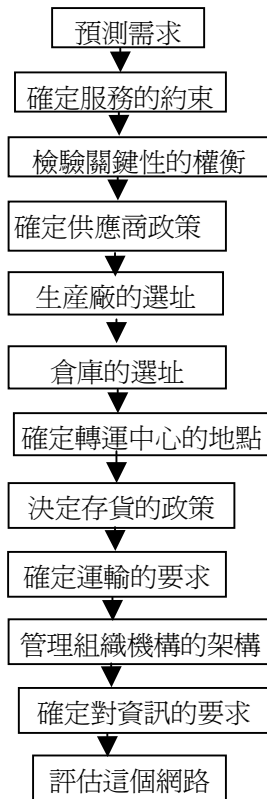 預測需求
確定服務的約束
檢驗關鍵性的權衡
確定供應商政策
生産廠的選址
倉庫的選址
確定轉運中心的地點
決定存貨的政策
確定運輸的要求
管理組織機構的架構
確定對資訊的要求
評估這個網路